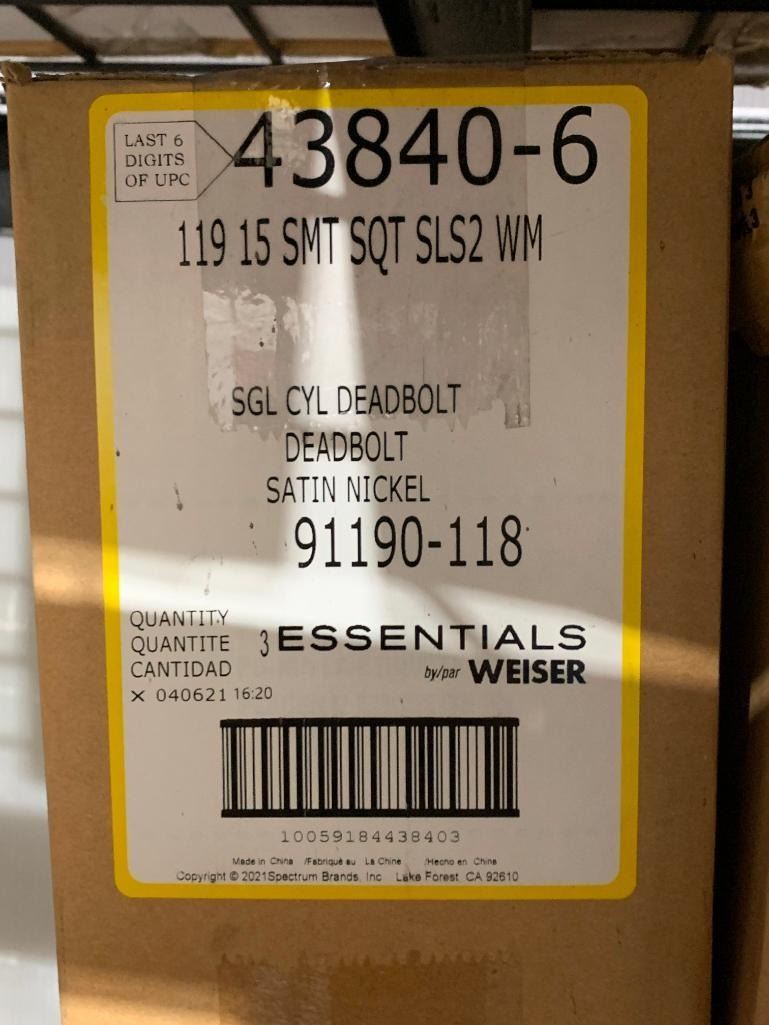 LAST 6
DIGITS
OF UPC
43840-6
119 15 SMT SQT SLS2 WM
SGL CYL DEADBOLT
DEADBOLT
SATIN NICKEL
91190-118
QUANTITY
QUANTITE
CANTIDAD
3
ESSENTIALS
by/par WEISER
X 040621 16:20
10059184438403
Made in China /Fabriqué au La Chine /Hecho en China
Copyright © 2021 Spectrum Brands, Inc Lake Forest CA 92610